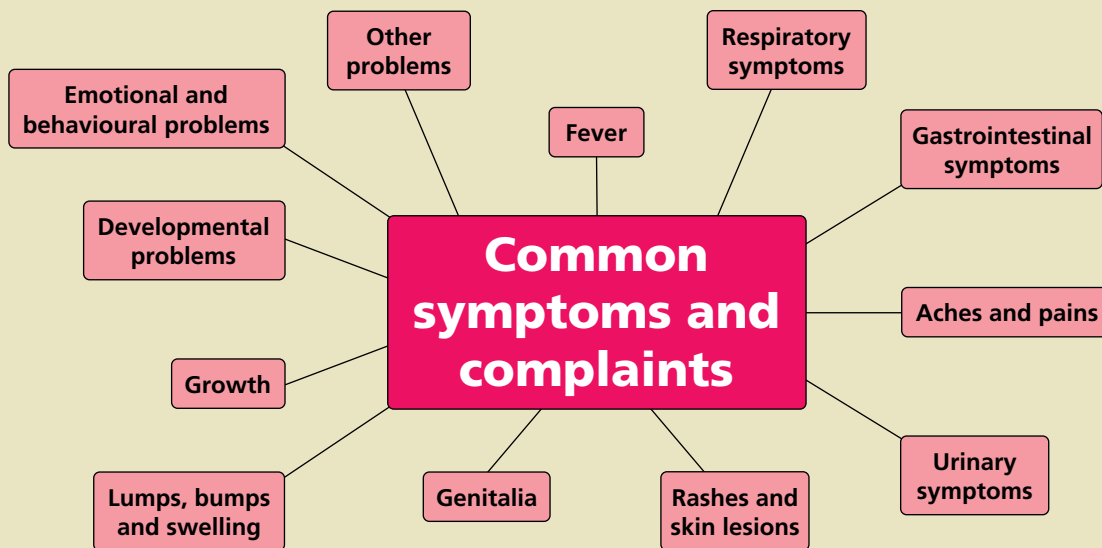 Other
problems
Respiratory
symptoms
Emotional and
behavioural problems
Fever
Gastrointestinal
symptoms
Developmental
problems
Common
symptoms and
complaints
Aches and pains
Growth
Urinary
symptoms
Lumps, bumps
and swelling
Genitalia
Rashes and
skin lesions